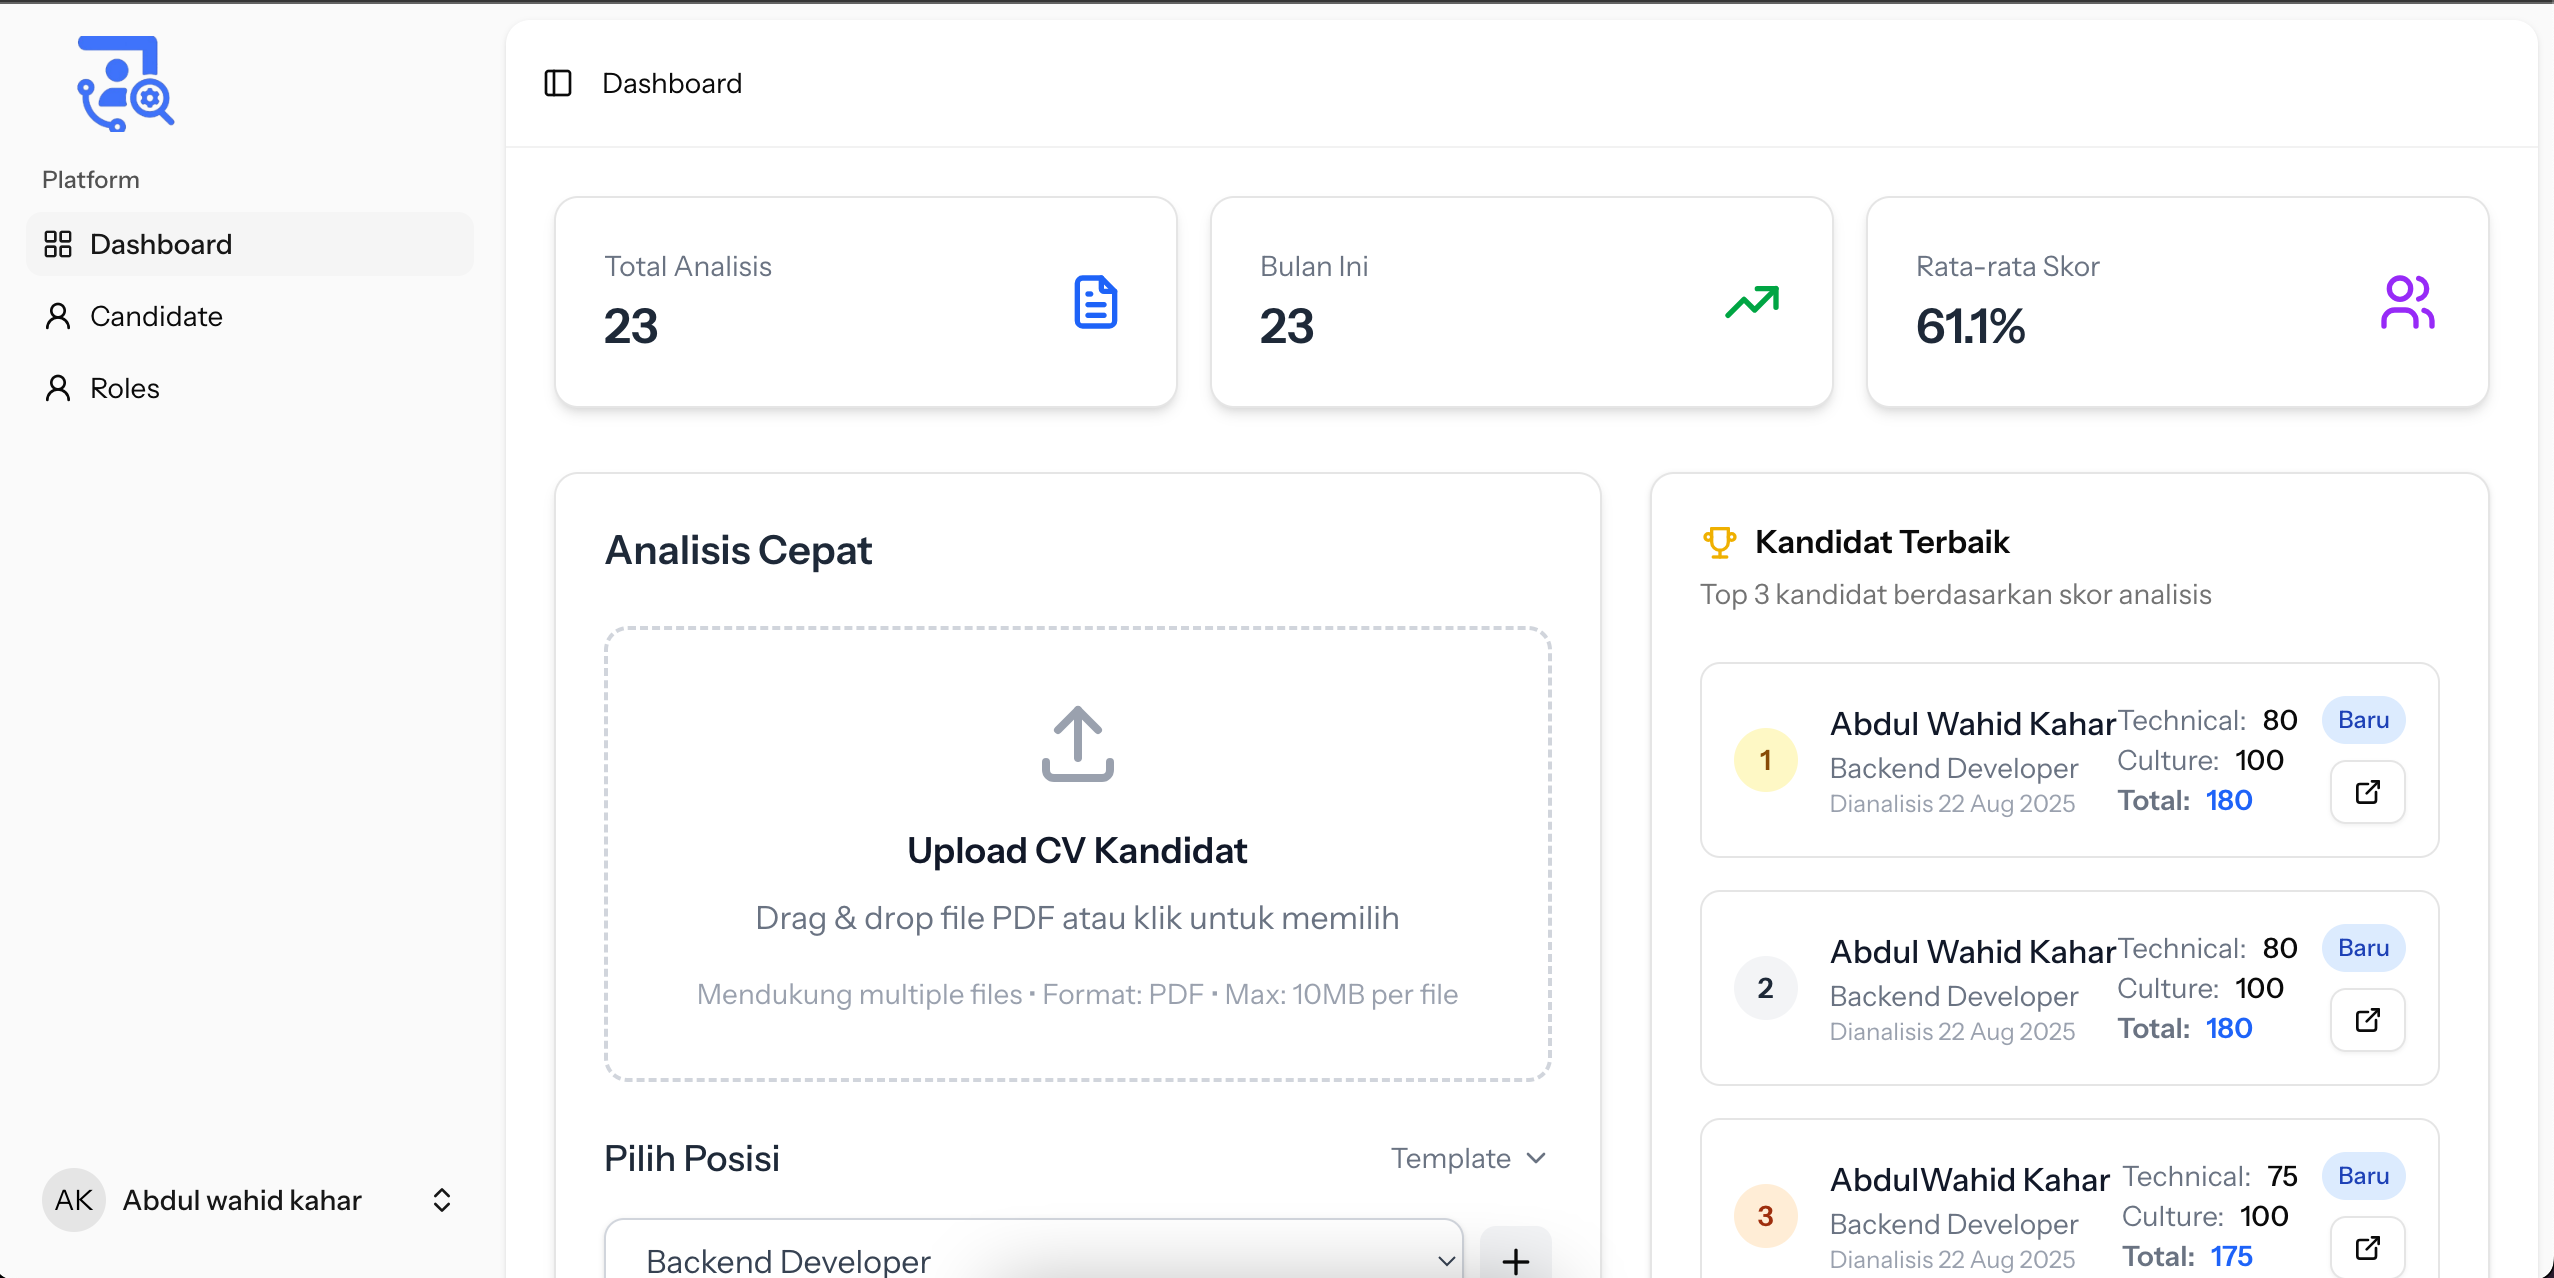 Platform
Dashboard
Candidate
Roles
AK
Abdul wahid kahar
Dashboard
Total Analisis
23
Bulan Ini
23
Rata-rata Skor
61.1%
Analisis Cepat
Upload CV Kandidat
Drag & drop file PDF atau klik untuk memilih
Mendukung multiple files • Format: PDF • Max: 10MB per file
Pilih Posisi
Template
Backend Developer
Kandidat Terbaik
Top 3 kandidat berdasarkan skor analisis
1
Abdul Wahid Kahar
Backend Developer
Dianalisis 22 Aug 2025
Technical: 80
Culture: 100
Total: 180
Baru
2
Abdul Wahid Kahar
Backend Developer
Dianalisis 22 Aug 2025
Technical: 80
Culture: 100
Total: 180
Baru
3
AbdulWahid Kahar
Backend Developer
Dianalisis 22 Aug 2025
Technical: 75
Culture: 100
Total: 175
Baru